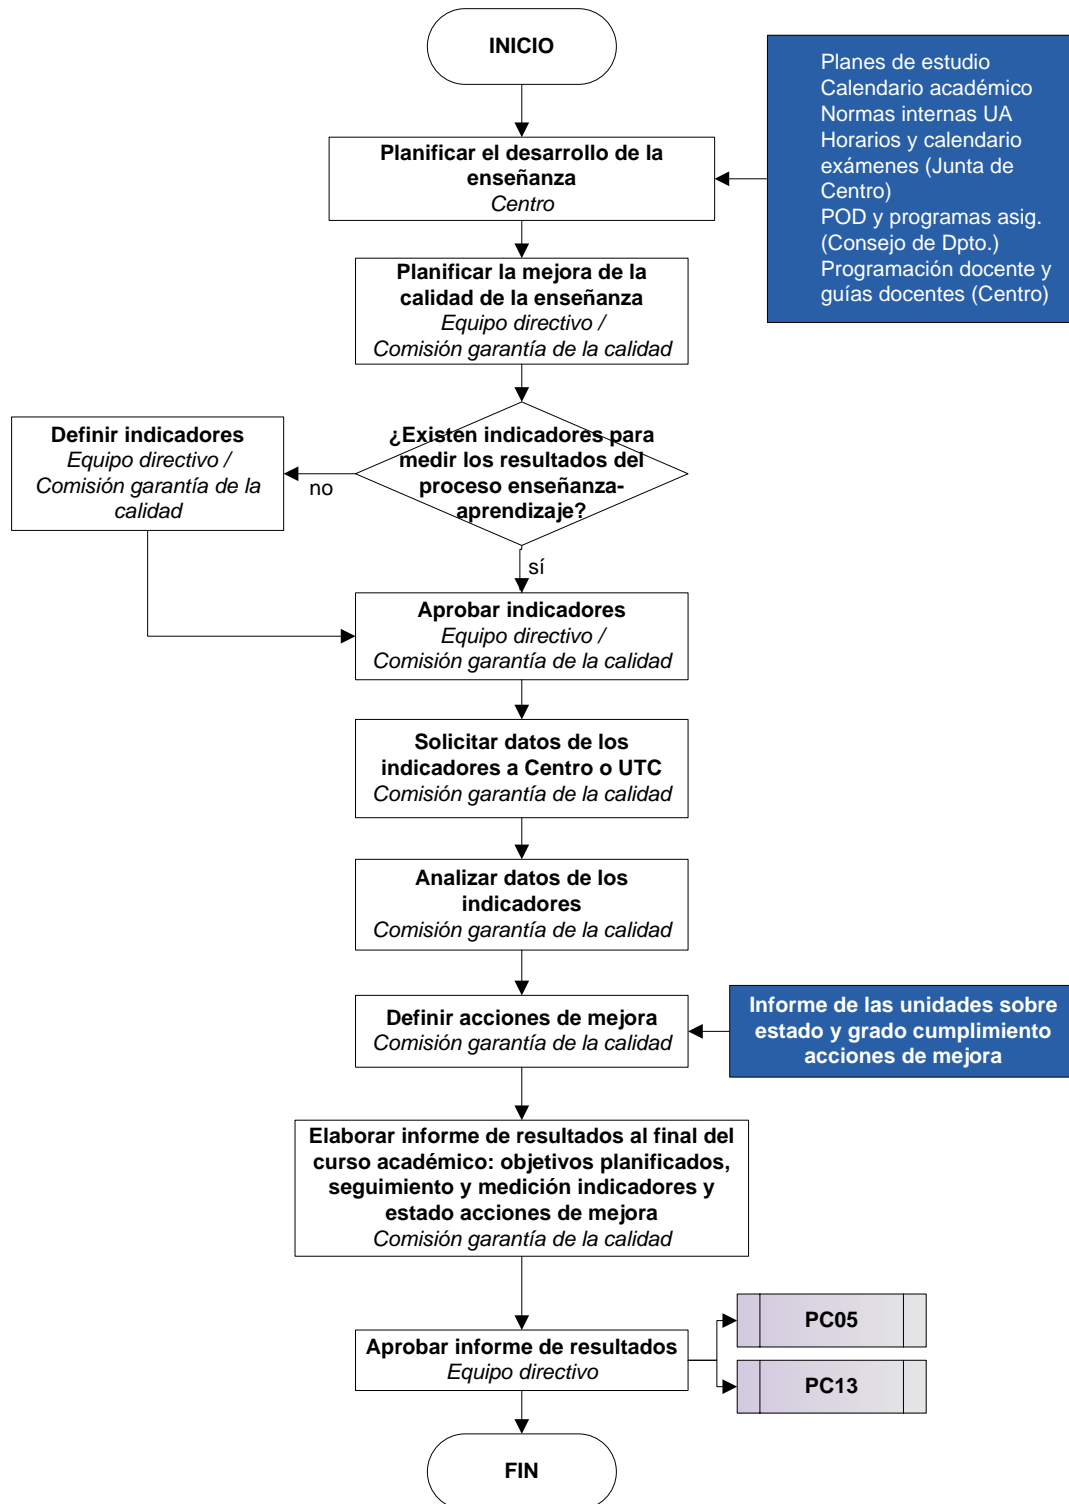 INICIO
Planes de estudio
Calendario académico
Normas internas UA
Horarios y calendario
exámenes (Junta de
Centro)
POD y programas asig.
(Consejo de Dpto.)
Programación docente y
guías docentes (Centro)
Planificar el desarrollo de la
enseñanza
Centro
Planificar la mejora de la
calidad de la enseñanza
Equipo directivo /
Comisión garantía de la calidad
¿Existen indicadores para
medir los resultados del
proceso enseñanza-
aprendizaje?
no
Definir indicadores
Equipo directivo /
Comisión garantía de la
calidad
sí
Aprobar indicadores
Equipo directivo /
Comisión garantía de la calidad
Solicitar datos de los
indicadores a Centro o UTC
Comisión garantía de la calidad
Analizar datos de los
indicadores
Comisión garantía de la calidad
Definir acciones de mejora
Comisión garantía de la calidad
Informe de las unidades sobre
estado y grado cumplimiento
acciones de mejora
Elaborar informe de resultados al final del
curso académico: objetivos planificados,
seguimiento y medición indicadores y
estado acciones de mejora
Comisión garantía de la calidad
Aprobar informe de resultados
Equipo directivo
PC05
PC13
FIN